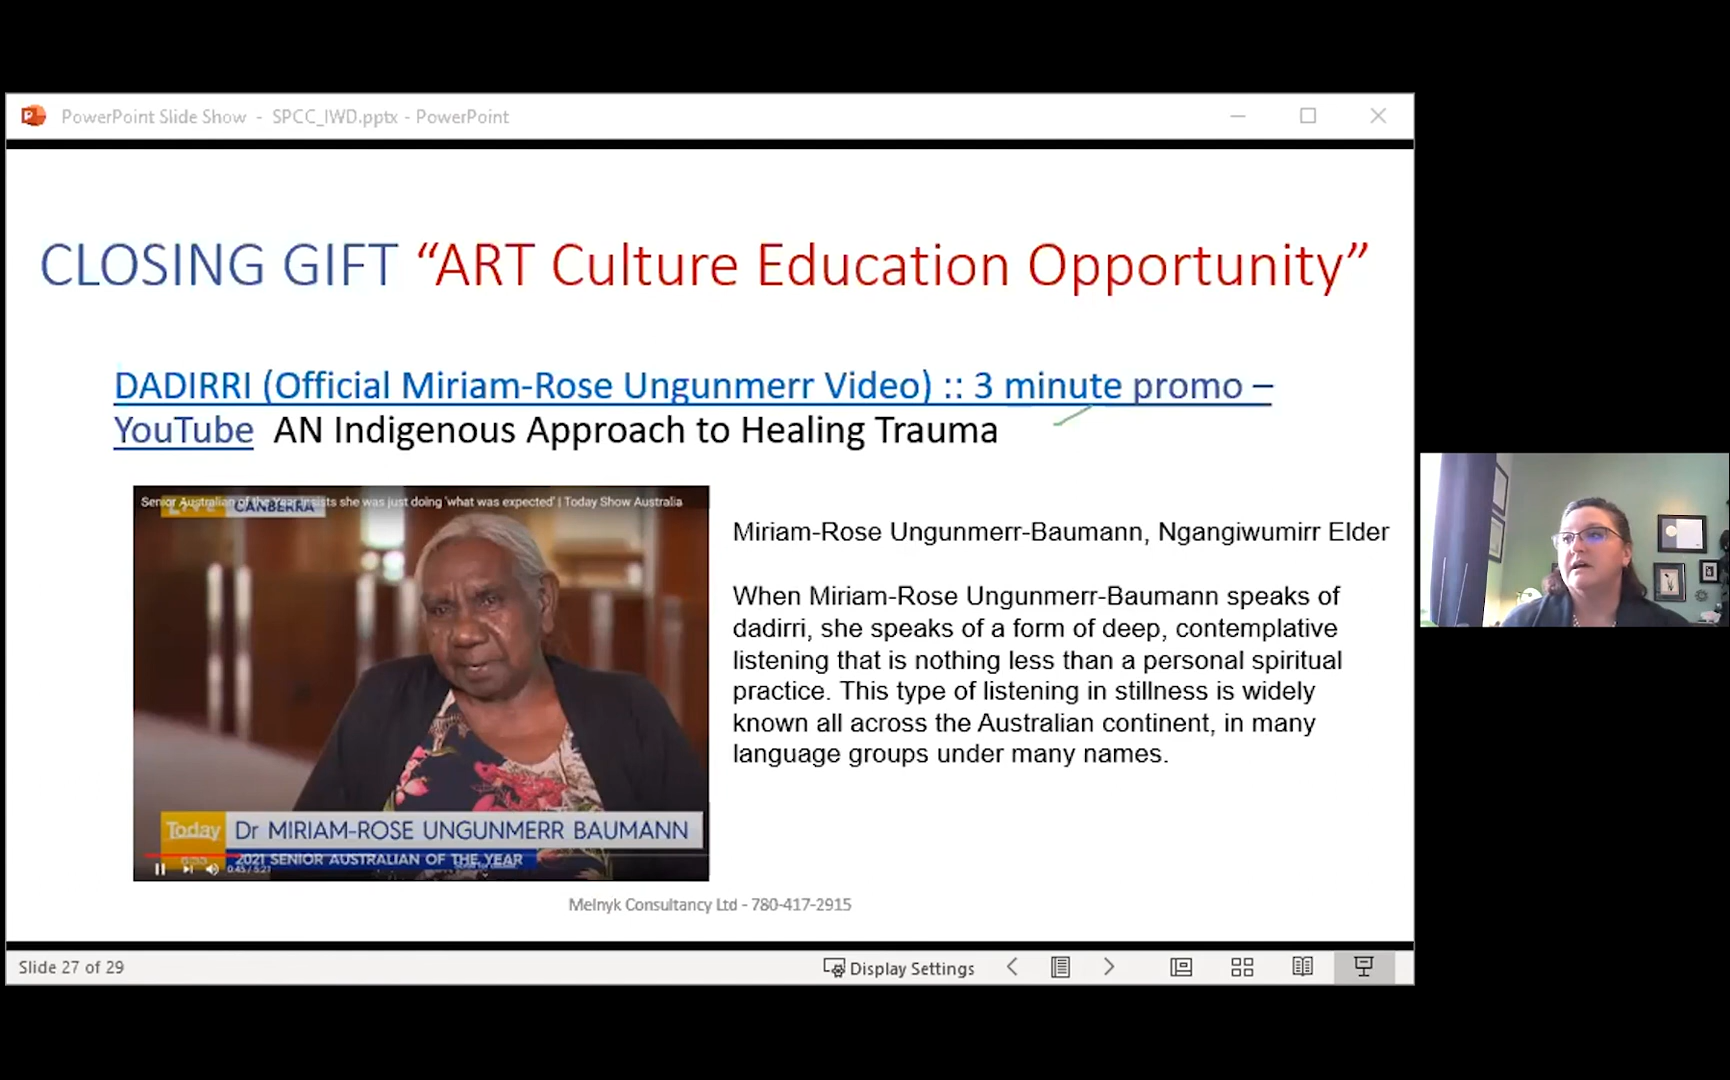 PowerPoint Slide Show - SPCC_IWD.pptx - PowerPoint
CLOSING GIFT “ART Culture Education Opportunity”
DADIRRI (Official Miriam-Rose Ungunmerr Video) :: 3 minute promo –
YouTube AN Indigenous Approach to Healing Trauma
Senior Australian of the Year insists she was just doing 'what was expected' | Today Show Australia
LIVE CANBERRA
Miriam-Rose Ungunmerr-Baumann, Ngangiwumirr Elder
When Miriam-Rose Ungunmerr-Baumann speaks of
dadirri, she speaks of a form of deep, contemplative
listening that is nothing less than a personal spiritual
practice. This type of listening in stillness is widely
known all across the Australian continent, in many
language groups under many names.
Today Dr MIRIAM-ROSE UNGUNMERR BAUMANN
2021 SENIOR AUSTRALIAN OF THE YEAR
0:45 / 5:21
Melnyk Consultancy Ltd - 780-417-2915
Slide 27 of 29
Display Settings